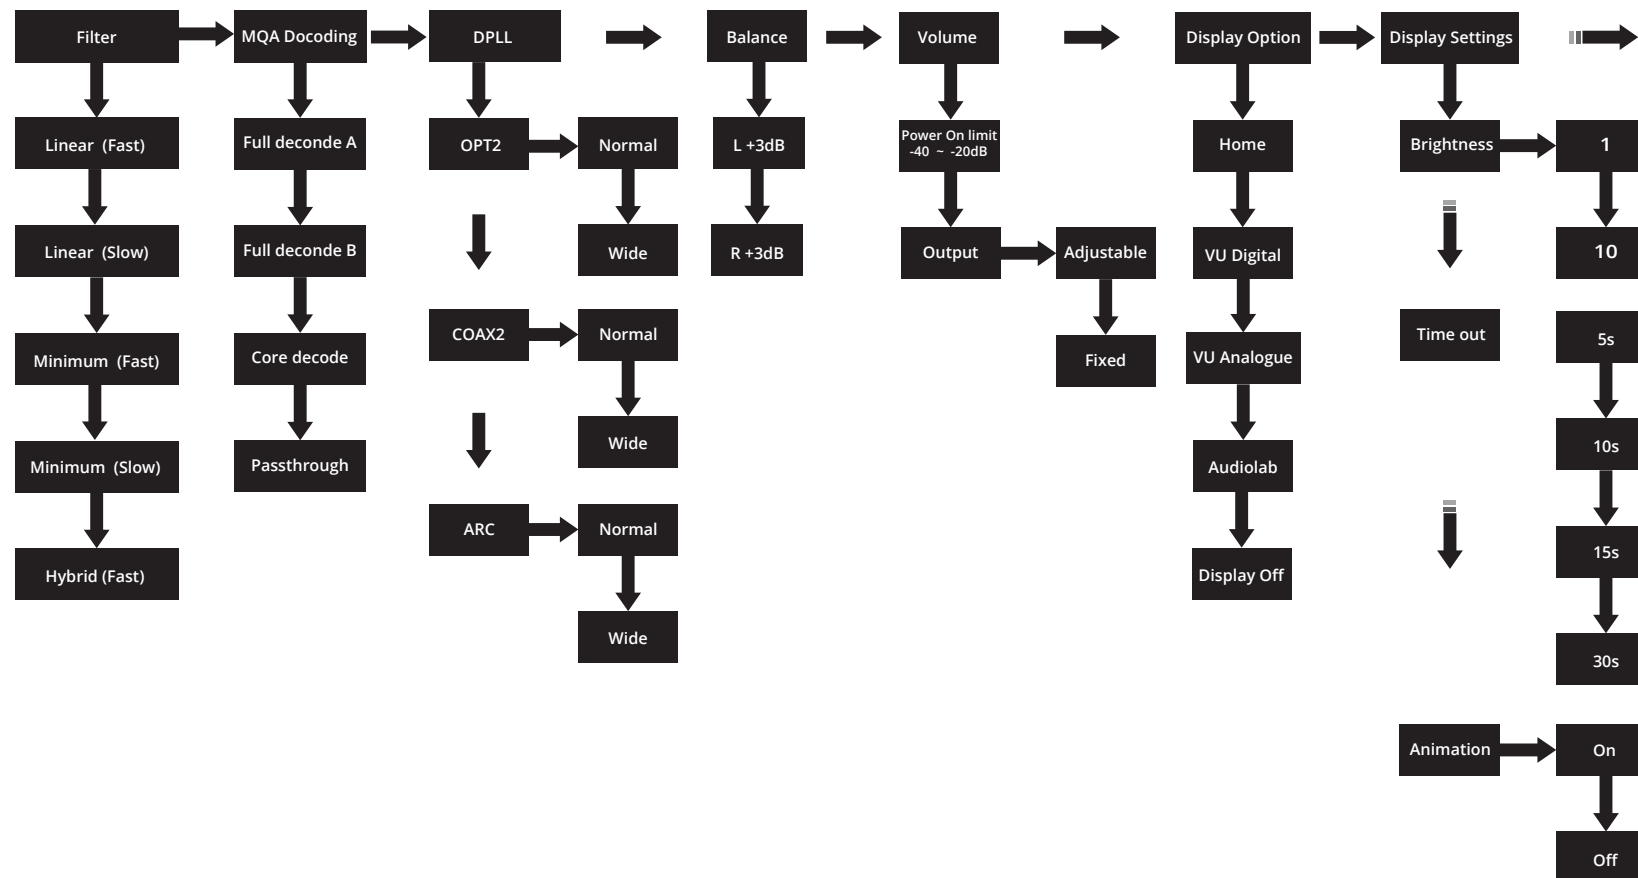 Filter
MQA Docoding
DPLL
Balance
Volume
Display Option
Display Settings
Linear (Fast)
Linear (Slow)
Minimum (Fast)
Minimum (Slow)
Hybrid (Fast)
Full deconde A
Full deconde B
Core decode
Passthrough
OPT2
Normal
Wide
COAX2
Normal
Wide
ARC
Normal
Wide
L +3dB
R +3dB
Power On limit
-40 ~ -20dB
Output
Adjustable
Fixed
Home
VU Digital
VU Analogue
Audiolab
Display Off
Brightness
1
10
Time out
5s
10s
15s
30s
Animation
On
Off